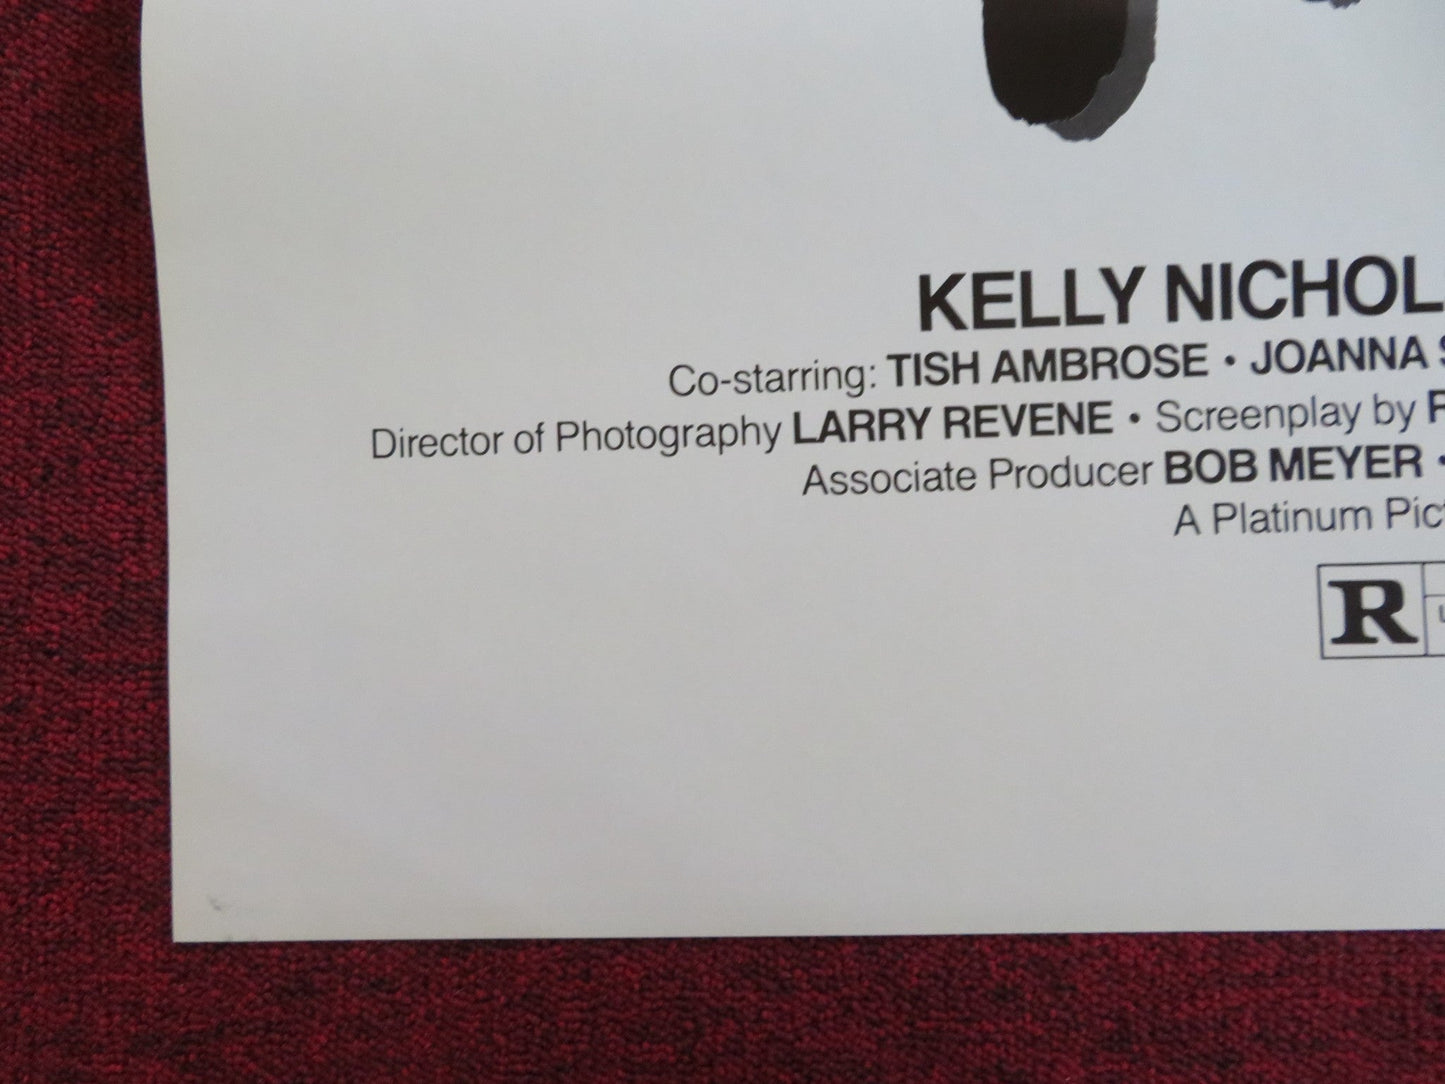 KELLY NICHOL
Co-starring: TISH AMBROSE • JOANNA
Director of Photography LARRY REVENE • Screenplay by
Associate Producer BOB MEYER •
A Platinum Pict
R